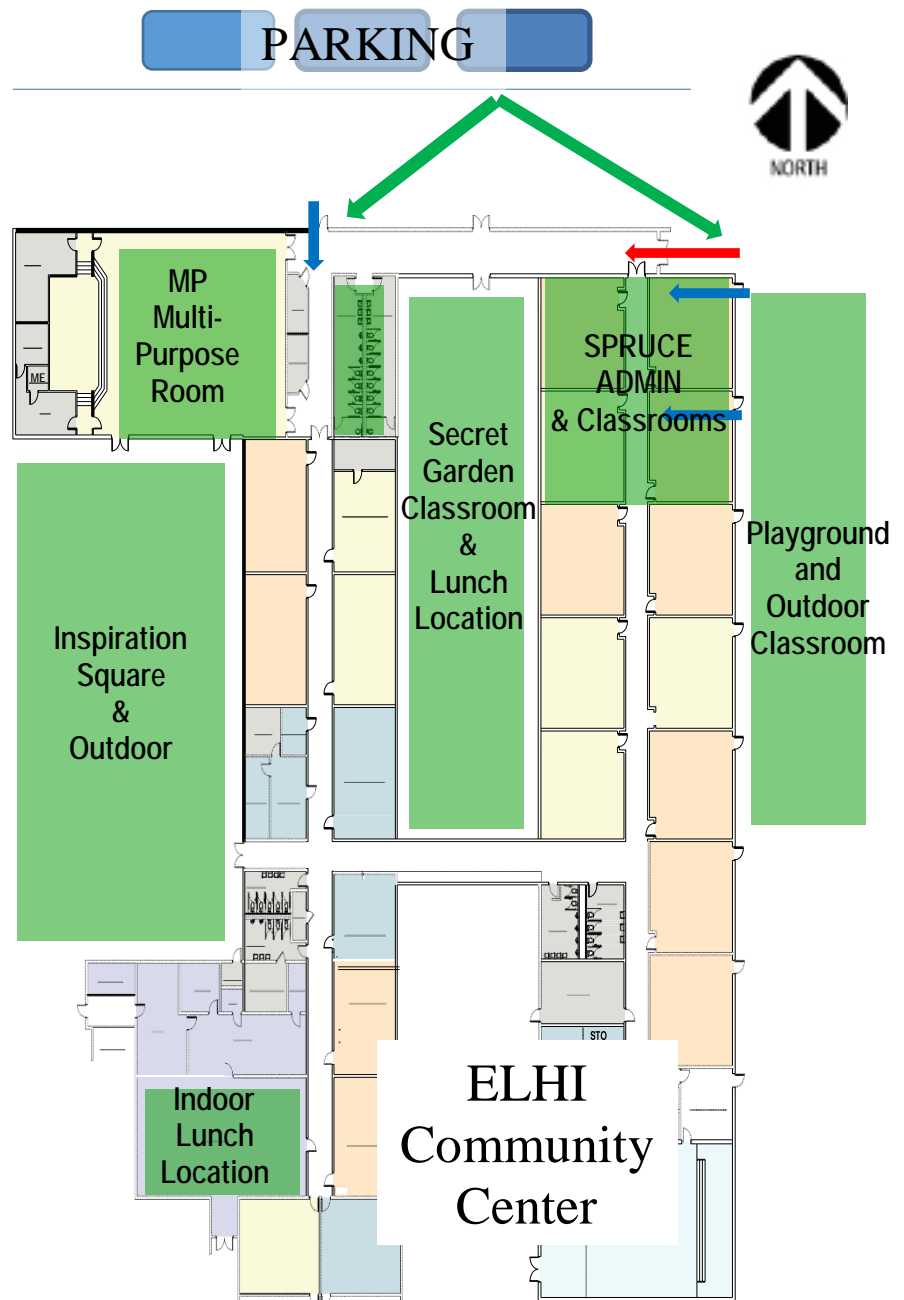 PARKING
NORTH
MP
Multi-
Purpose
Room
ME
SPRUCE
ADMIN
& Classrooms
Secret
Garden
Classroom
&
Lunch
Location
Playground
and
Outdoor
Classroom
Inspiration
Square
&
Outdoor
STO
Indoor
Lunch
Location
ELHI
Community
Center